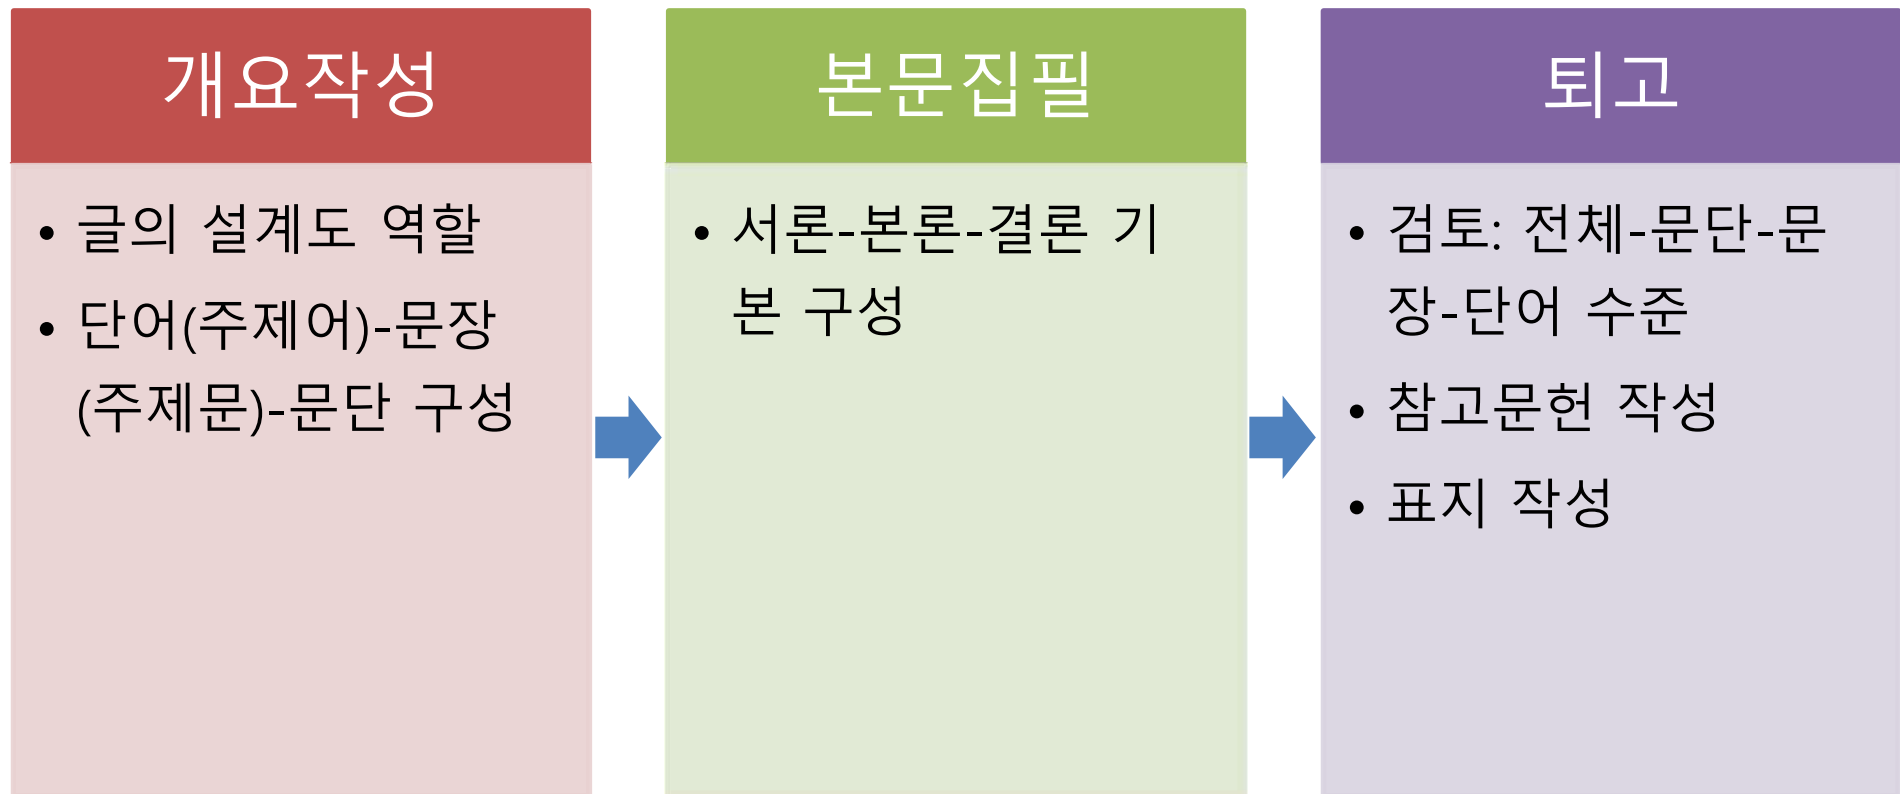 개요작성
• 글의 설계도 역할
• 단어(주제어)-문장
(주제문)-문단 구성
본문집필
• 서론-본론-결론 기
본 구성
퇴고
• 검토: 전체-문단-문
장-단어 수준
• 참고문헌 작성
• 표지 작성